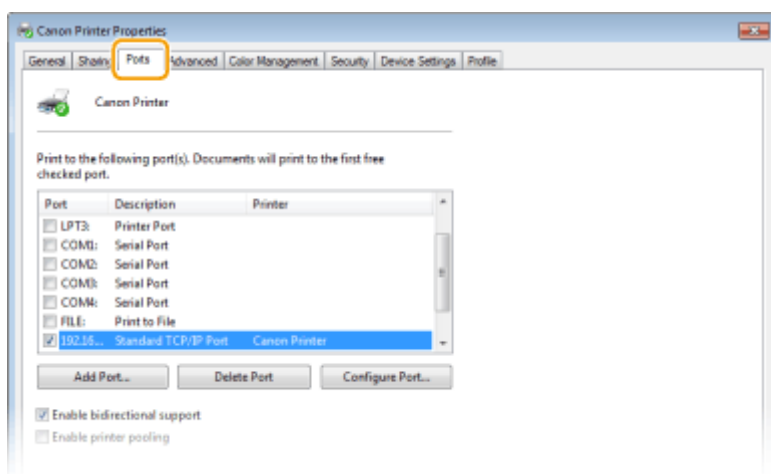 Canon Printer Properties
General Sharing Ports Advanced Color Management Security Device Settings Profile
Canon Printer
Print to the following port(s). Documents will print to the first free
checked port.
Port Description Printer
LPT3: Printer Port
COM1: Serial Port
COM2: Serial Port
COM3: Serial Port
COM4: Serial Port
FILE: Print to File
192.16... Standard TCP/IP Port Canon Printer
Add Port... Delete Port Configure Port...
Enable bidirectional support
Enable printer pooling